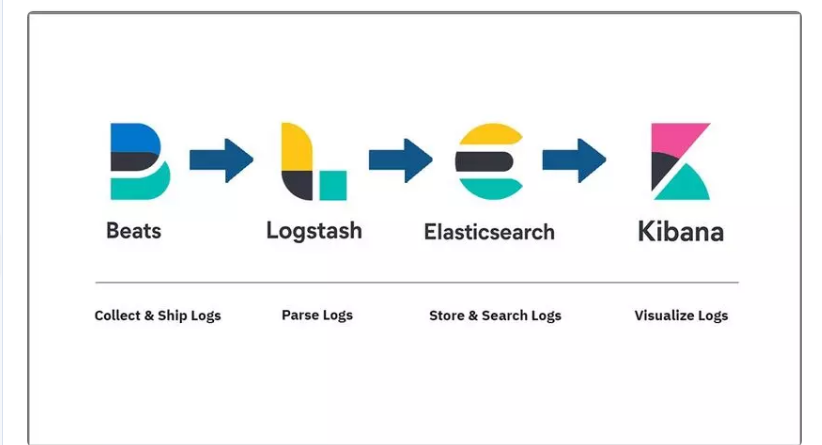 Beats
Logstash
Elasticsearch
Kibana
Collect & Ship Logs
Parse Logs
Store & Search Logs
Visualize Logs